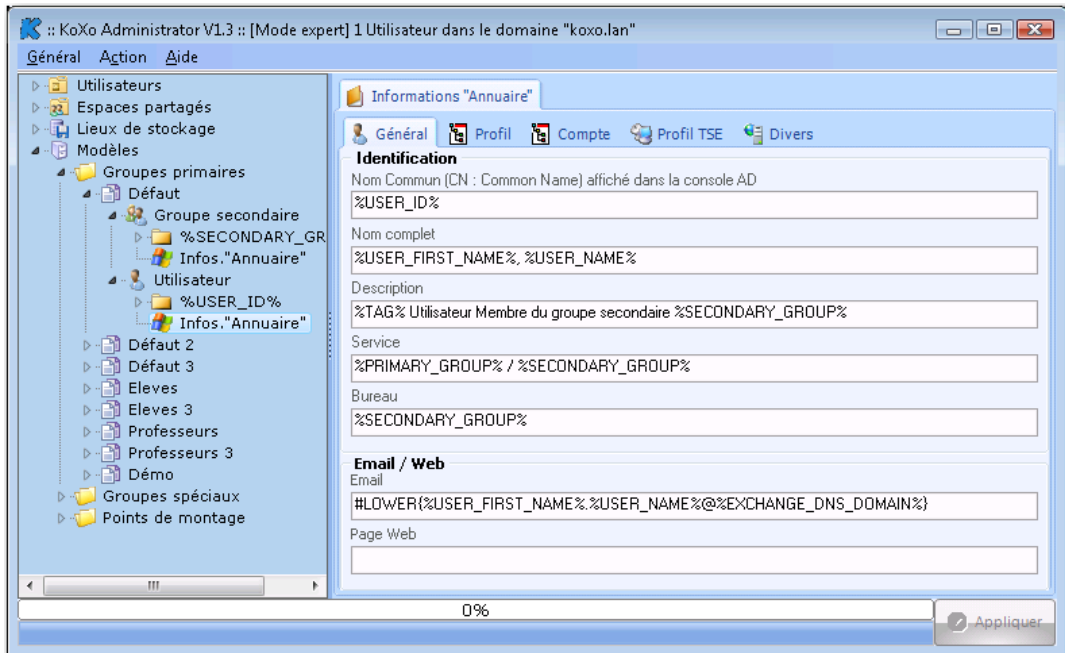 :: KoXo Administrator V1.3 :: [Mode expert] 1 Utilisateur dans le domaine "koxo.lan"
Général Action Aide
Utilisateurs
Espaces partagés
Lieux de stockage
Modèles
Groupes primaires
Défaut
Groupe secondaire
%SECONDARY_GR
Infos."Annuaire"
Utilisateur
%USER_ID%
Infos."Annuaire"
Défaut 2
Défaut 3
Eleves
Eleves 3
Professeurs
Professeurs 3
Démo
Groupes spéciaux
Points de montage
Informations "Annuaire"
Général Profil Compte Profil TSE Divers
Identification
Nom Commun (CN : Common Name) affiché dans la console AD
%USER_ID%
Nom complet
%USER_FIRST_NAME%, %USER_NAME%
Description
%TAG% Utilisateur Membre du groupe secondaire %SECONDARY_GROUP%
Service
%PRIMARY_GROUP% / %SECONDARY_GROUP%
Bureau
%SECONDARY_GROUP%
Email / Web
Email
#LOWER{%USER_FIRST_NAME%.%USER_NAME%@%EXCHANGE_DNS_DOMAIN%}
Page Web
0%
Appliquer